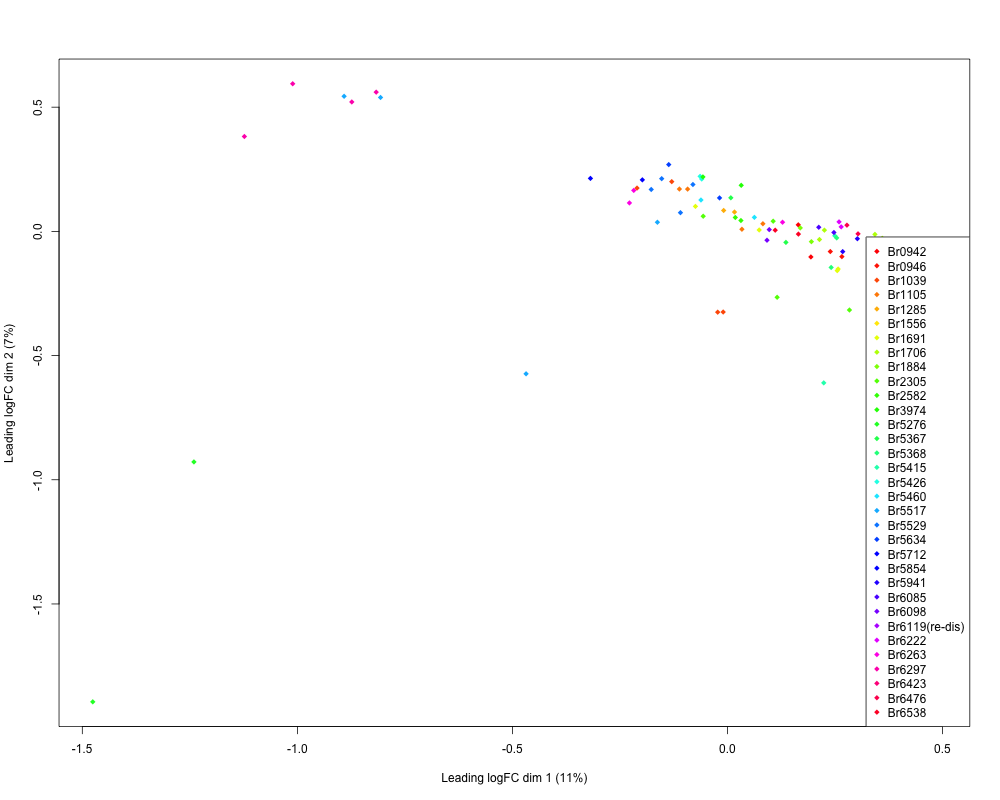 Leading logFC dim 2 (7%)
0.5
0.0
-0.5
-1.0
-1.5
Br0942
Br0946
Br1039
Br1105
Br1285
Br1556
Br1691
Br1706
Br1884
Br2305
Br2582
Br3974
Br5276
Br5367
Br5368
Br5415
Br5426
Br5460
Br5517
Br5529
Br5634
Br5712
Br5854
Br5941
Br6085
Br6098
Br6119(re-dis)
Br6222
Br6263
Br6297
Br6423
Br6476
Br6538
-1.5 -1.0 -0.5 0.0 0.5
Leading logFC dim 1 (11%)